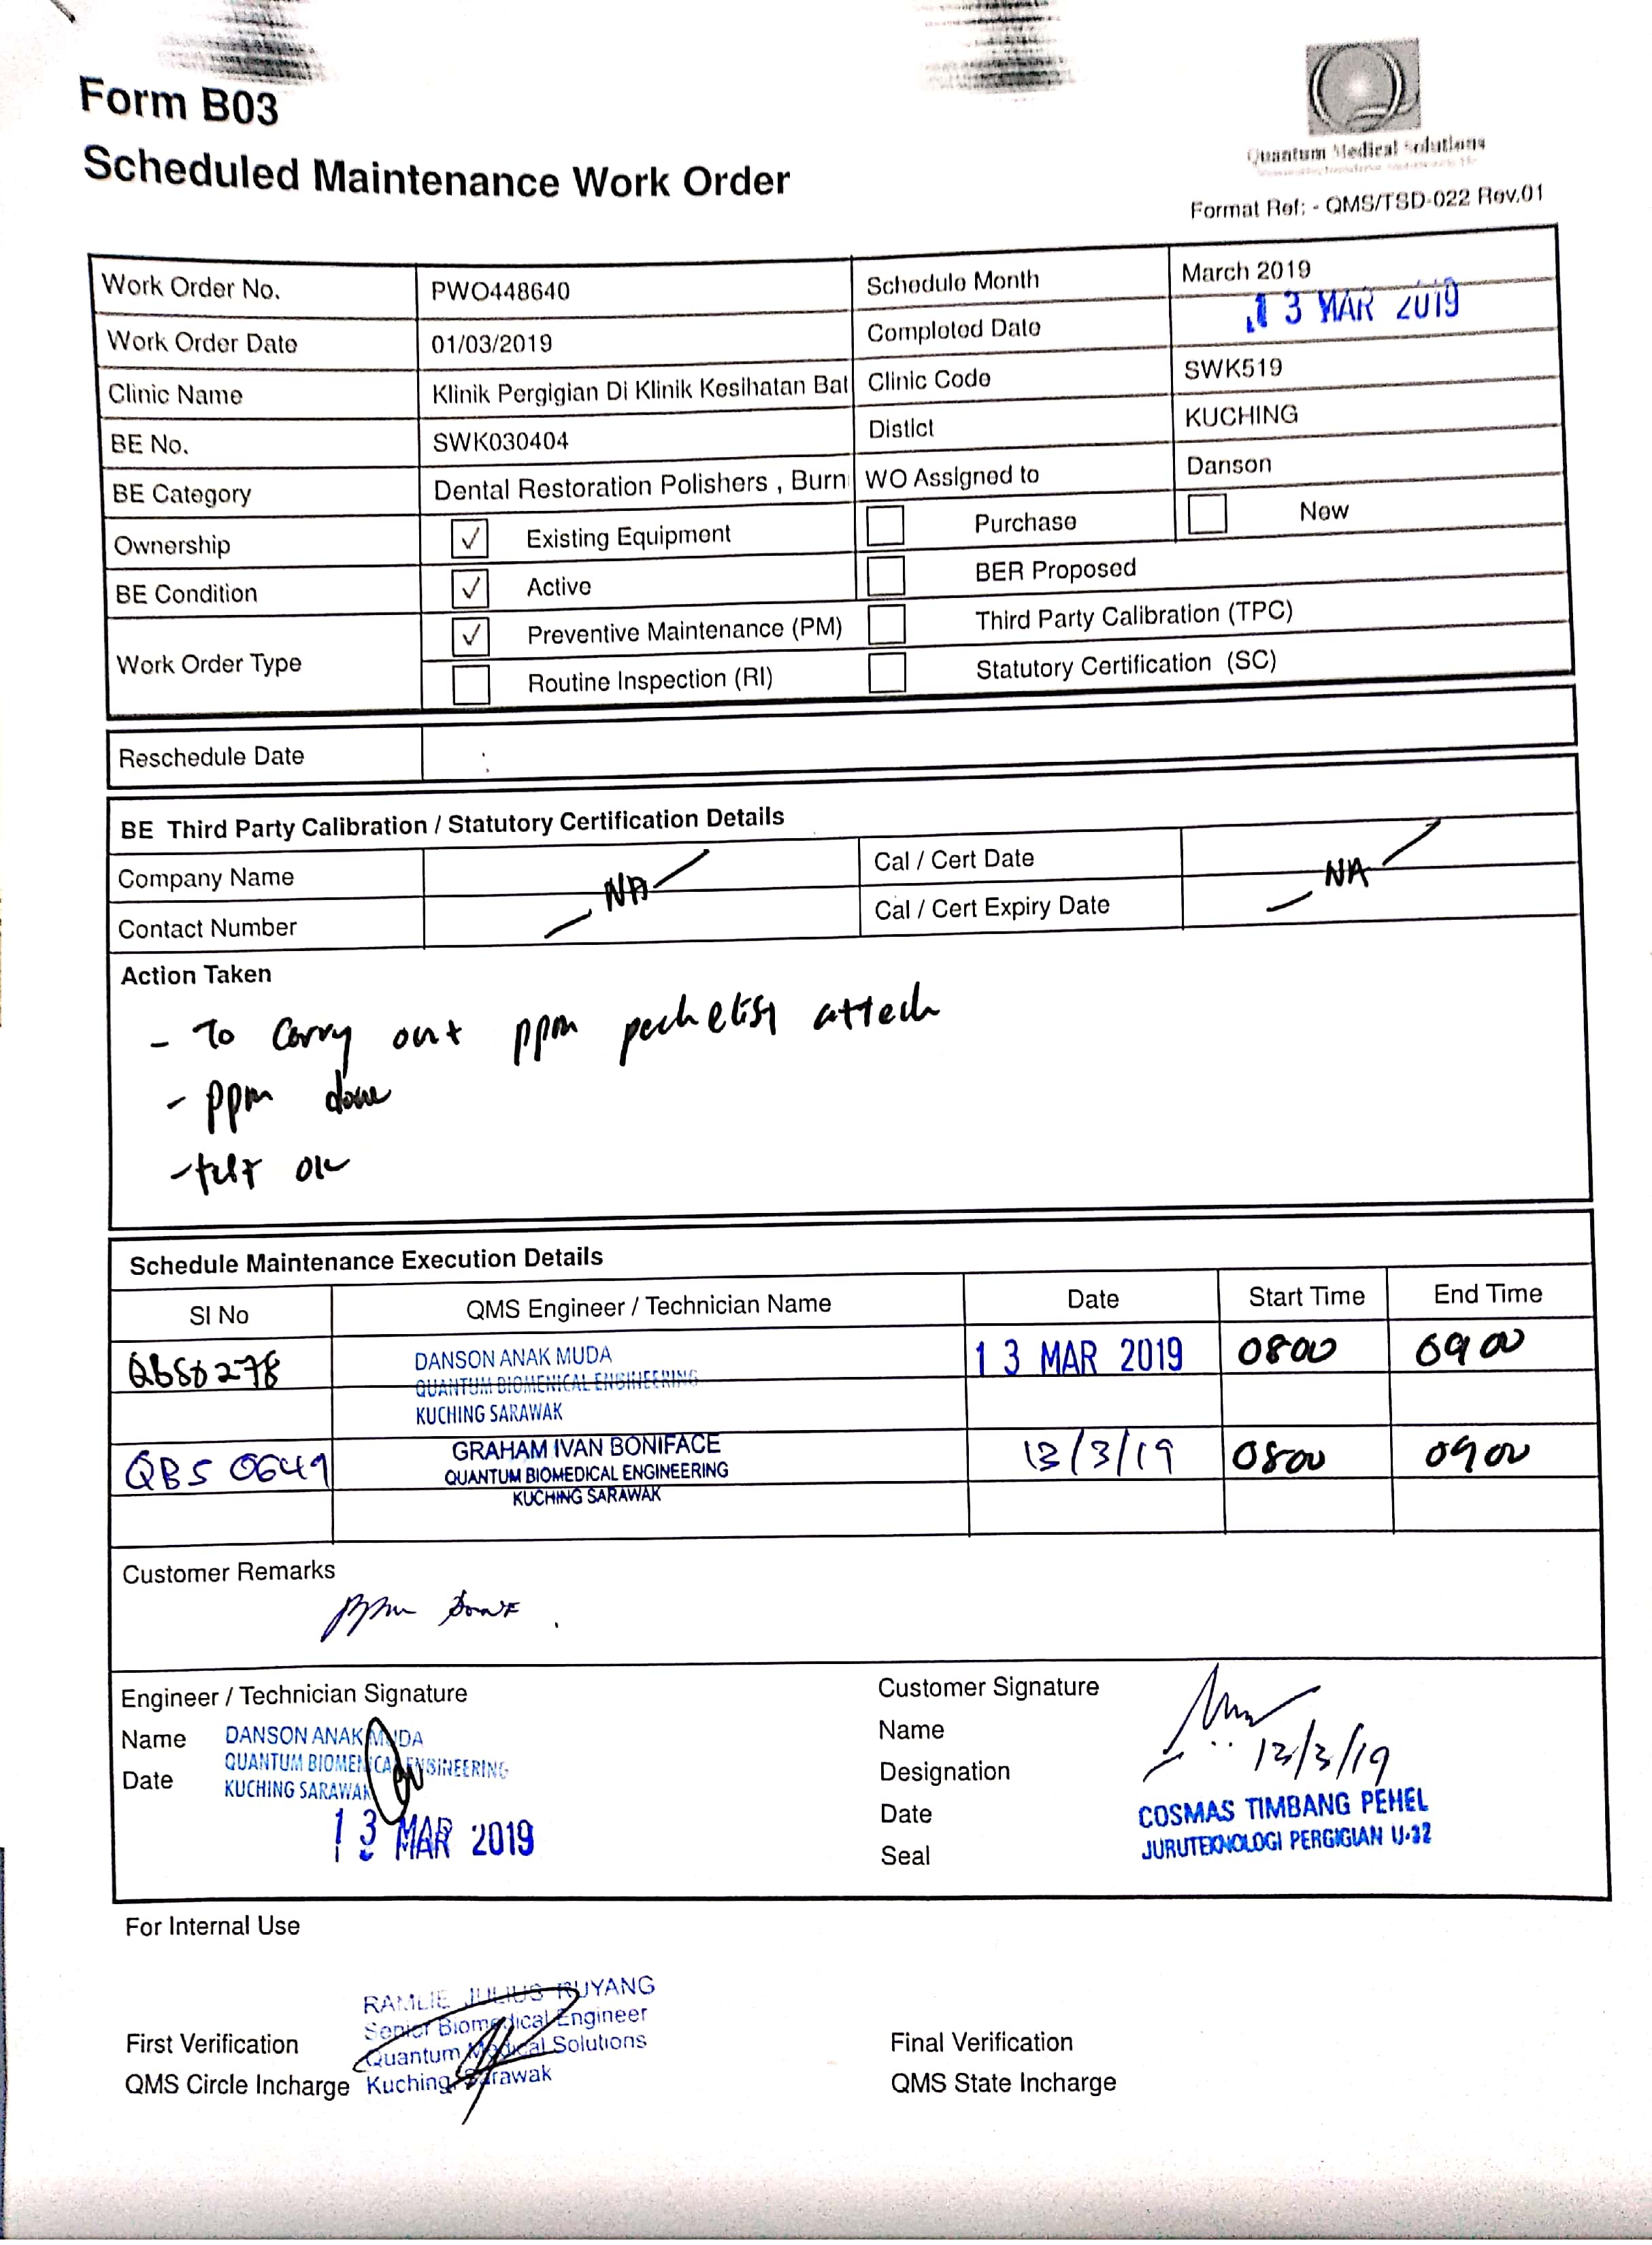 Form B03
Scheduled Maintenance Work Order
Quantum Medical Solutions
Format Ref: - QMS/TSD-022 Rev.01
Work Order No. PWO448640 Schedule Month March 2019
Work Order Date 01/03/2019 Completed Date 13 MAR 2019
Clinic Name Klinik Pergigian Di Klinik Kesihatan Bat Clinic Code SWK519
BE No. SWK030404 Distict KUCHING
BE Category Dental Restoration Polishers , Burn WO Assigned to Danson
Ownership ✓ Existing Equipment Purchase New
BE Condition ✓ Active BER Proposed
Work Order Type ✓ Preventive Maintenance (PM) Third Party Calibration (TPC)
Routine Inspection (RI) Statutory Certification (SC)
Reschedule Date :
BE Third Party Calibration / Statutory Certification Details
Company Name NA Cal / Cert Date NA
Contact Number Cal / Cert Expiry Date
Action Taken
- To carry out ppm attach
- ppm done
- test ok
Schedule Maintenance Execution Details
Sl No QMS Engineer / Technician Name Date Start Time End Time
QBS0278 DANSON ANAK MUDA 13 MAR 2019 0800 0900
QUANTUM BIOMENICAL ENGINEERING
KUCHING SARAWAK
QBS 0649 GRAHAM IVAN BONIFACE 13/3/19 0800 0900
QUANTUM BIOMEDICAL ENGINEERING
KUCHING SARAWAK
Customer Remarks
ppm done .
Engineer / Technician Signature Customer Signature
Name DANSON ANAK MUDA Name
QUANTUM BIOMENICAL ENGINEERING 13/3/19
Date KUCHING SARAWAK Designation
13 MAR 2019 Date COSMAS TIMBANG PEHEL
Seal JURUTEKNOLOGI PERGIGIAN U.32
For Internal Use
RAMLIE JULIUS RUYANG
Senior Biomedical Engineer
First Verification Quantum Medical Solutions Final Verification
QMS Circle Incharge Kuching, Sarawak QMS State Incharge